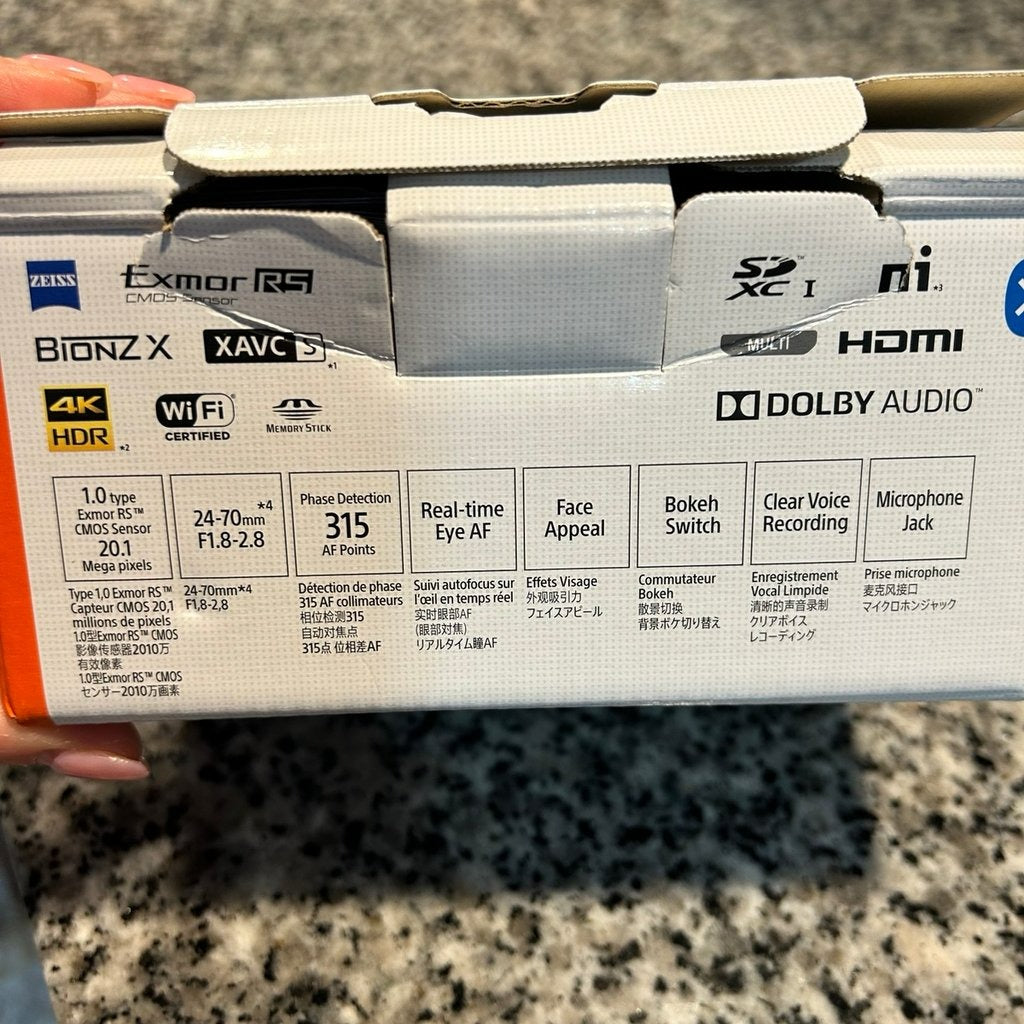 ZEISS
Exmor RS
CMOS Sensor
BIONZ X
XAVC S
*1
4K
HDR
*2
Wi Fi
CERTIFIED
MEMORY STICK
SD
XC I
*3
MULTI
HDMI
DOLBY AUDIO™
1.0 type
Exmor RS™
CMOS Sensor
20.1
Mega pixels
Type 1,0 Exmor RS™
Capteur CMOS 20,1
millions de pixels
1.0型Exmor RS™ CMOS
影像传感器2010万
有效像素
1.0型Exmor RS™ CMOS
センサー2010万画素
24-70mm*4
F1.8-2.8
24-70mm*4
F1,8-2,8
Phase Detection
315
AF Points
Détection de phase
315 AF collimateurs
相位检测315
自动对焦点
315点 位相差AF
Real-time
Eye AF
Suivi autofocus sur
l'œil en temps réel
实时眼部AF
(眼部对焦)
リアルタイム瞳AF
Face
Appeal
Effets Visage
外观吸引力
フェイスアピール
Bokeh
Switch
Commutateur
Bokeh
散景切换
背景ボケ切り替え
Clear Voice
Recording
Enregistrement
Vocal Limpide
清晰的声音录制
クリアボイス
レコーディング
Microphone
Jack
Prise microphone
麦克风接口
マイクロホンジャック